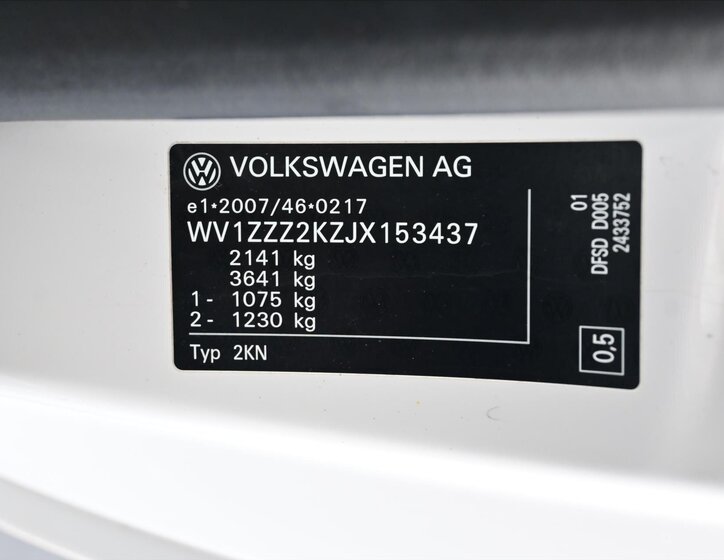 VOLKSWAGEN AG
e1*2007/46*0217
WV1ZZZ2KZJX153437
2141 kg
3641 kg
1 - 1075 kg
2 - 1230 kg
Typ 2KN
01
DFSD D005
2433752
0,5